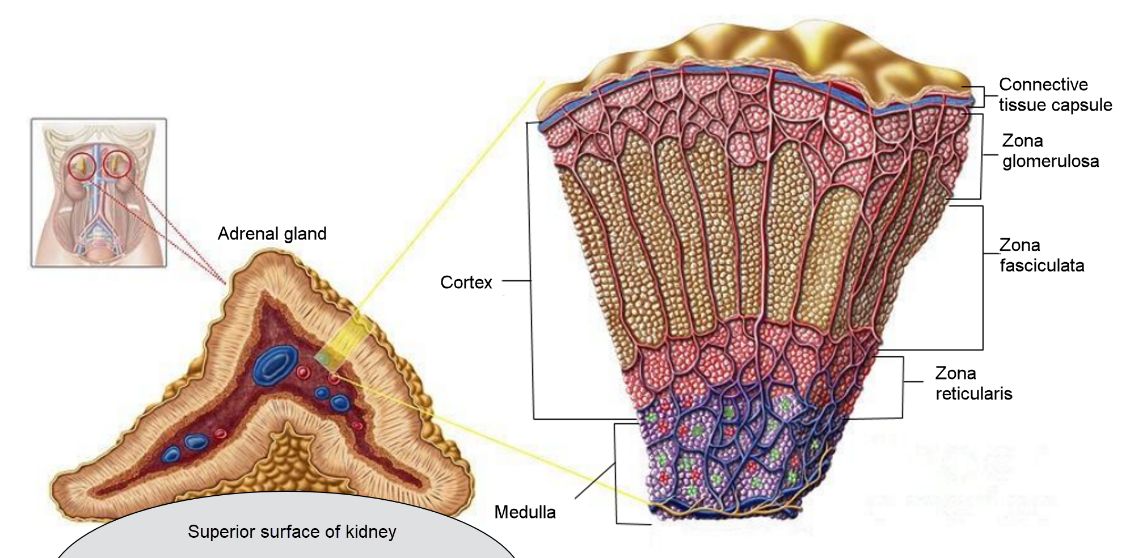 Connective
tissue capsule
Zona
glomerulosa
Adrenal gland
Zona
fasciculata
Cortex
Zona
reticularis
Medulla
Superior surface of kidney